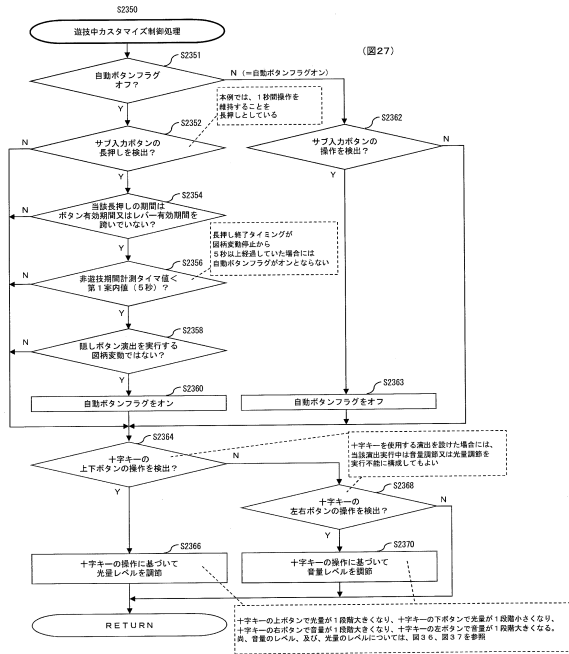 S2350
遊技中カスタマイズ制御処理
(図27)
S2351
自動ボタンフラグ
オフ?
N(=自動ボタンフラグオン)
Y
本例では、1秒間操作を
維持することを
長押しとしている
S2352
サブ入力ボタンの
長押しを検出?
N
Y
S2362
サブ入力ボタンの
操作を検出?
N
Y
S2354
当該長押しの期間は
ボタン有効期間又はレバー有効期間を
跨いでいない?
N
Y
長押し終了タイミングが
図柄変動停止から
5秒以上経過していた場合には
自動ボタンフラグがオンとならない
S2356
非遊技期間計測タイマ値<
第1案内値(5秒)?
N
Y
S2358
隠しボタン演出を実行する
図柄変動ではない?
N
Y
S2360
自動ボタンフラグをオン
S2363
自動ボタンフラグをオフ
S2364
十字キーの
上下ボタンの操作を検出?
N
Y
十字キーを使用する演出を設けた場合には、
当該演出実行中は音量調節又は光量調節を
実行不能に構成してもよい
S2368
十字キーの
左右ボタンの操作を検出?
N
Y
S2366
十字キーの操作に基づいて
光量レベルを調節
S2370
十字キーの操作に基づいて
音量レベルを調節
RETURN
十字キーの上ボタンで光量が1段階大きくなり、十字キーの下ボタンで光量が1段階小さくなり、
十字キーの右ボタンで音量が1段階大きくなり、十字キーの左ボタンで音量が1段階大きくなる。
尚、音量のレベル、及び、光量のレベルについては、図36、図37を参照